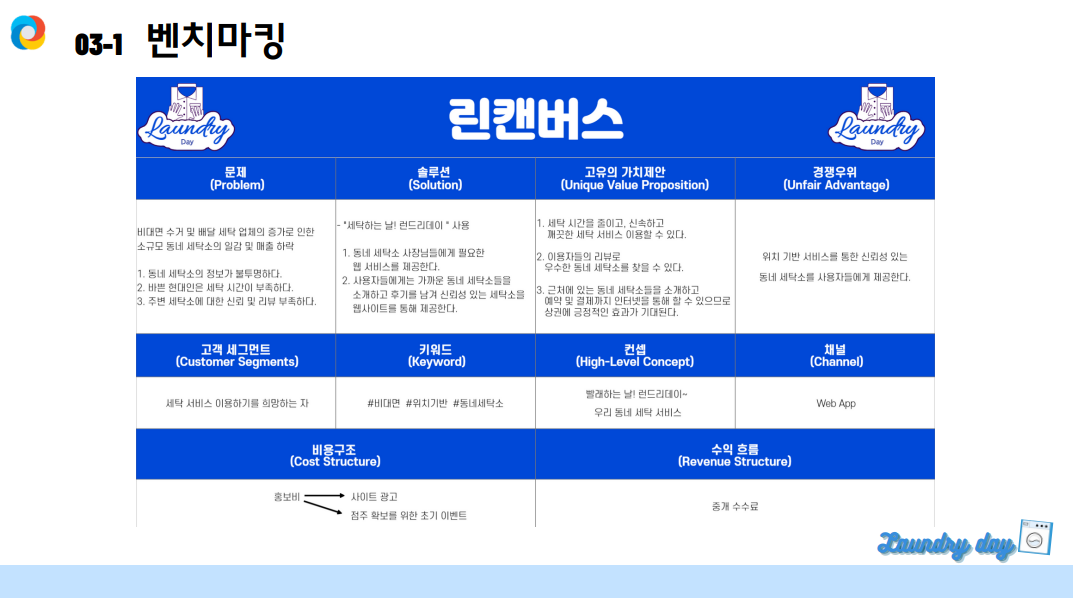 03-1 벤치마킹
Laundry
Day
린캔버스
Laundry
Day
문제
(Problem)
솔루션
(Solution)
고유의 가치제안
(Unique Value Proposition)
경쟁우위
(Unfair Advantage)
비대면 수거 및 배달 세탁 업체의 증가로 인한
소규모 동네 세탁소의 일감 및 매출 하락
1. 동네 세탁소의 정보가 불투명하다.
2. 바쁜 현대인은 세탁 시간이 부족하다.
3. 주변 세탁소에 대한 신뢰 및 리뷰 부족하다.
- "세탁하는 날! 런드리데이 " 사용
1. 동네 세탁소 사장님들에게 필요한
웹 서비스를 제공한다.
2. 사용자들에게는 가까운 동네 세탁소들을
소개하고 후기를 남겨 신뢰성 있는 세탁소을
웹사이트를 통해 제공한다.
1. 세탁 시간을 줄이고, 신속하고
깨끗한 세탁 서비스 이용할 수 있다.
2. 이용자들의 리뷰로
우수한 동네 세탁소를 찾을 수 있다.
3. 근처에 있는 동네 세탁소들을 소개하고
예약 및 결제까지 인터넷을 통해 할 수 있으므로
상권에 긍정적인 효과가 기대된다.
위치 기반 서비스를 통한 신뢰성 있는
동네 세탁소를 사용자들에게 제공한다.
고객 세그먼트
(Customer Segments)
키워드
(Keyword)
컨셉
(High-Level Concept)
채널
(Channel)
세탁 서비스 이용하기를 희망하는 자
#비대면 #위치기반 #동네세탁소
빨래하는 날! 런드리데이~
우리 동네 세탁 서비스
Web App
비용구조
(Cost Structure)
수익 흐름
(Revenue Structure)
홍보비
사이트 광고
점주 확보를 위한 초기 이벤트
중개 수수료
Laundry day